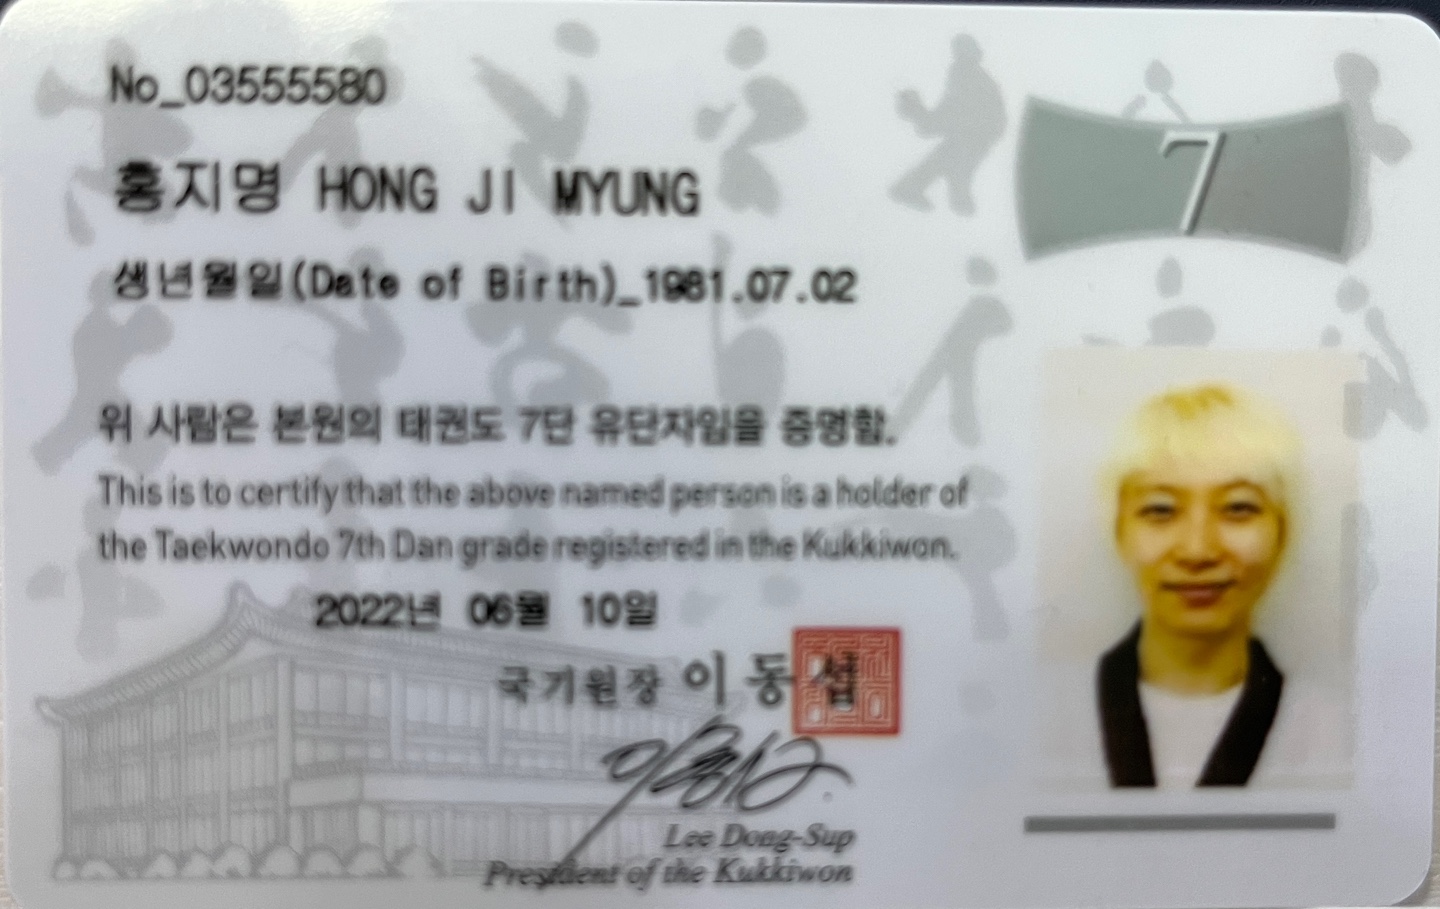 No_03555580
7
홍지명 HONG JI MYUNG
생년월일(Date of Birth)_1981.07.02
위 사람은 본원의 태권도 7단 유단자임을 증명함.
This is to certify that the above named person is a holder of
the Taekwondo 7th Dan grade registered in the Kukkiwon.
2022년 06월 10일
국기원장 이동섭
Lee Dong-Sup
President of the Kukkiwon